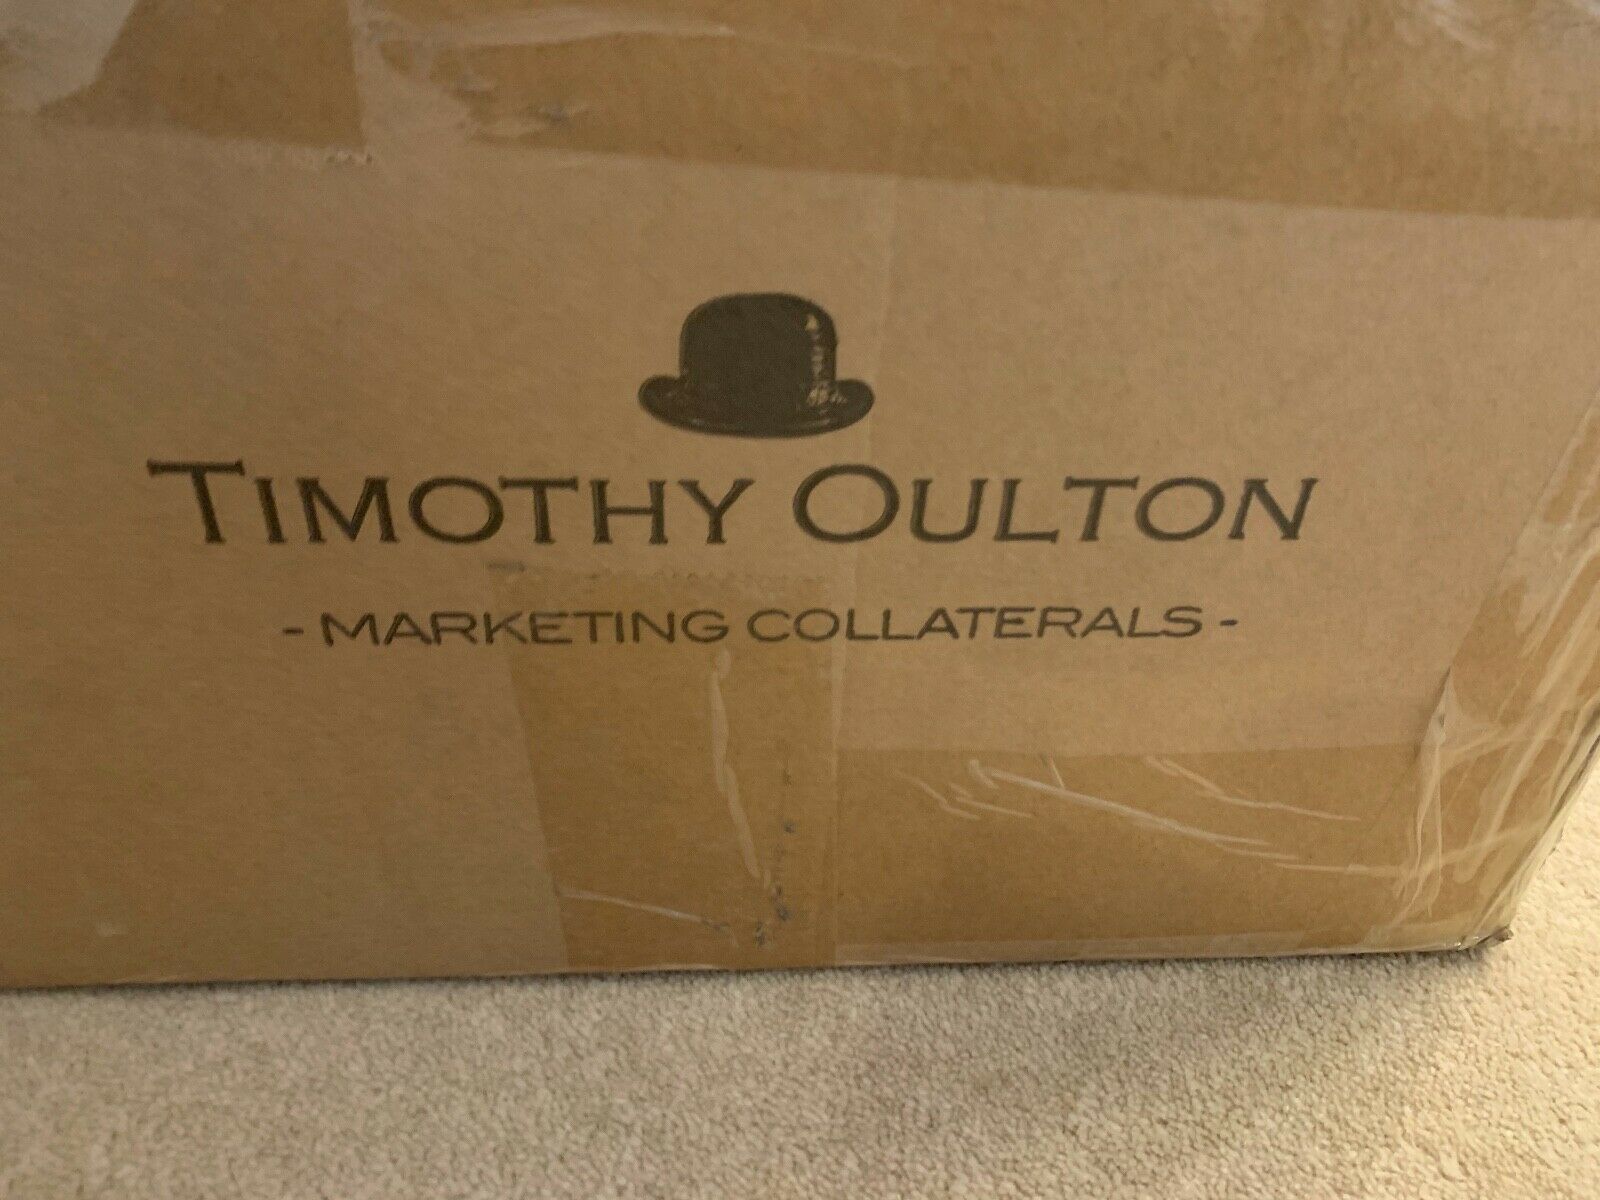 TIMOTHY OULTON
- MARKETING COLLATERALS -